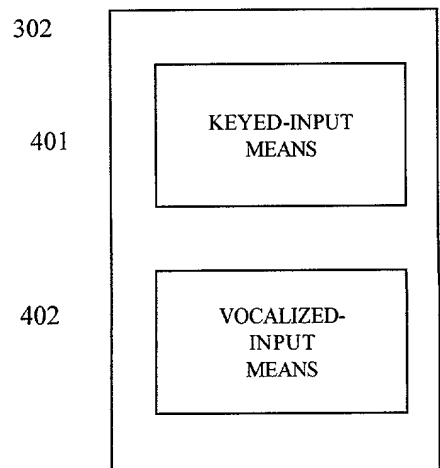 302
401
KEYED-INPUT
MEANS
402
VOCALIZED-
INPUT
MEANS